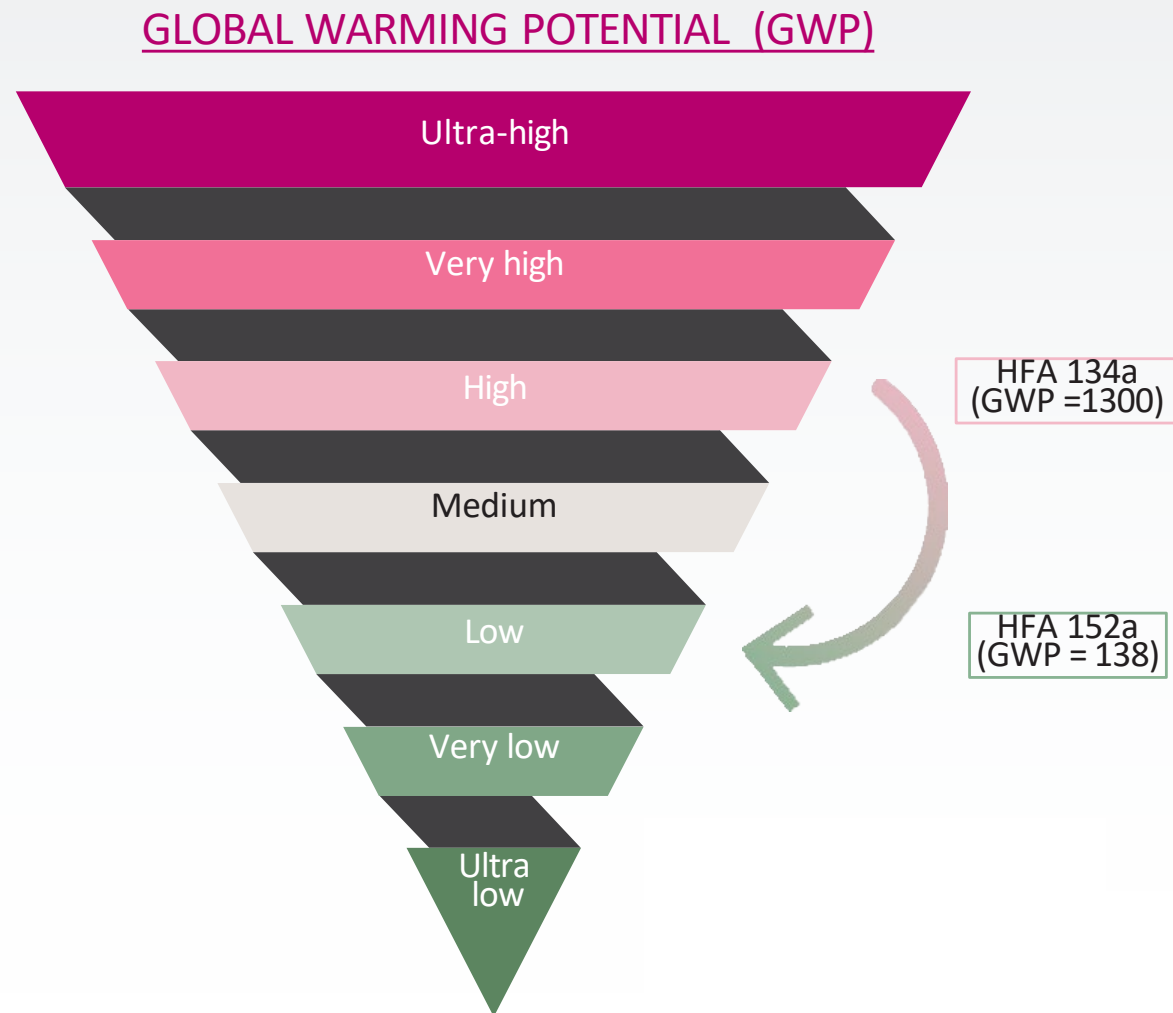 GLOBAL WARMING POTENTIAL (GWP)
Ultra-high
Very high
High
HFA 134a
(GWP =1300)
Medium
Low
HFA 152a
(GWP = 138)
Very low
Ultra
low